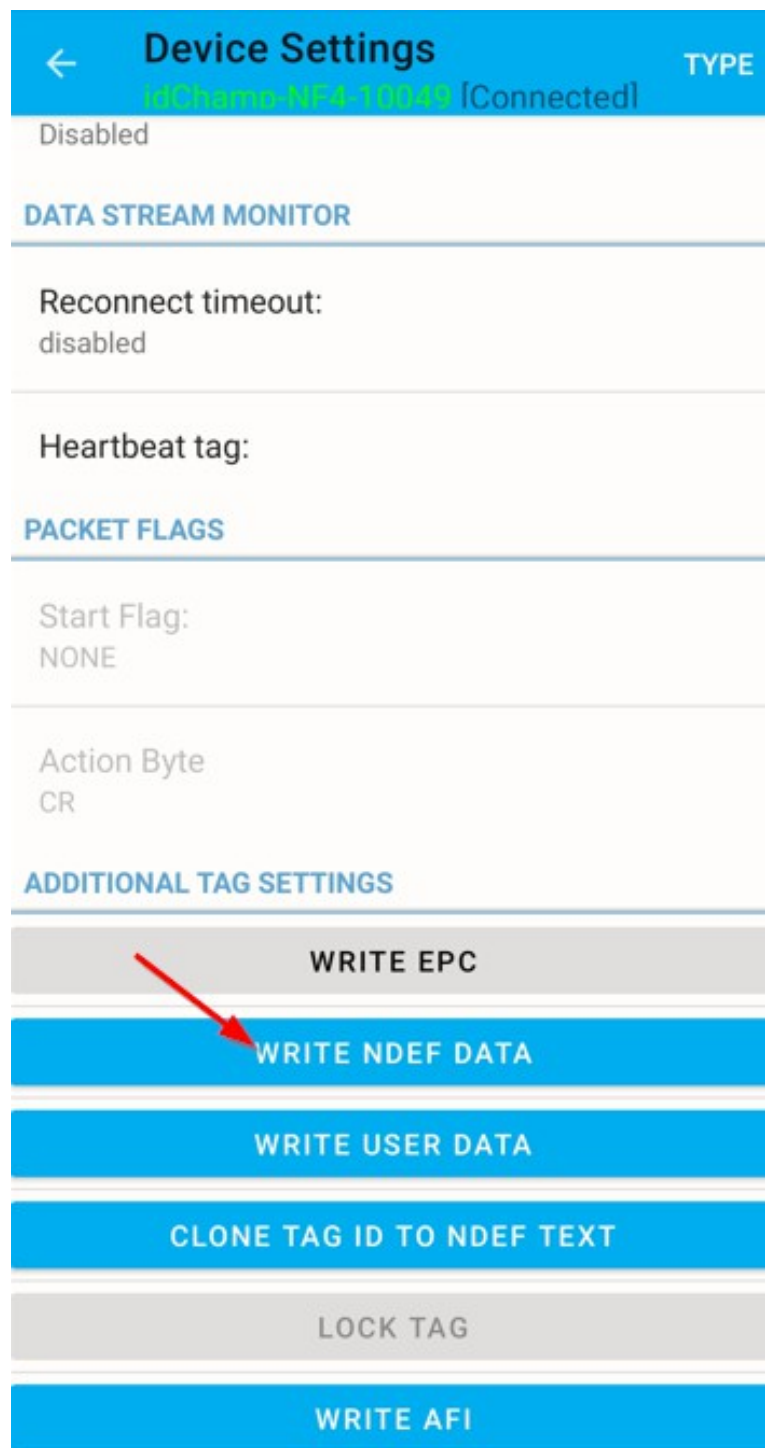 Device Settings
TYPE
idChamp-NF4-10049 [Connected]
Disabled
DATA STREAM MONITOR
Reconnect timeout:
disabled
Heartbeat tag:
PACKET FLAGS
Start Flag:
NONE
Action Byte
CR
ADDITIONAL TAG SETTINGS
WRITE EPC
WRITE NDEF DATA
WRITE USER DATA
CLONE TAG ID TO NDEF TEXT
LOCK TAG
WRITE AFI